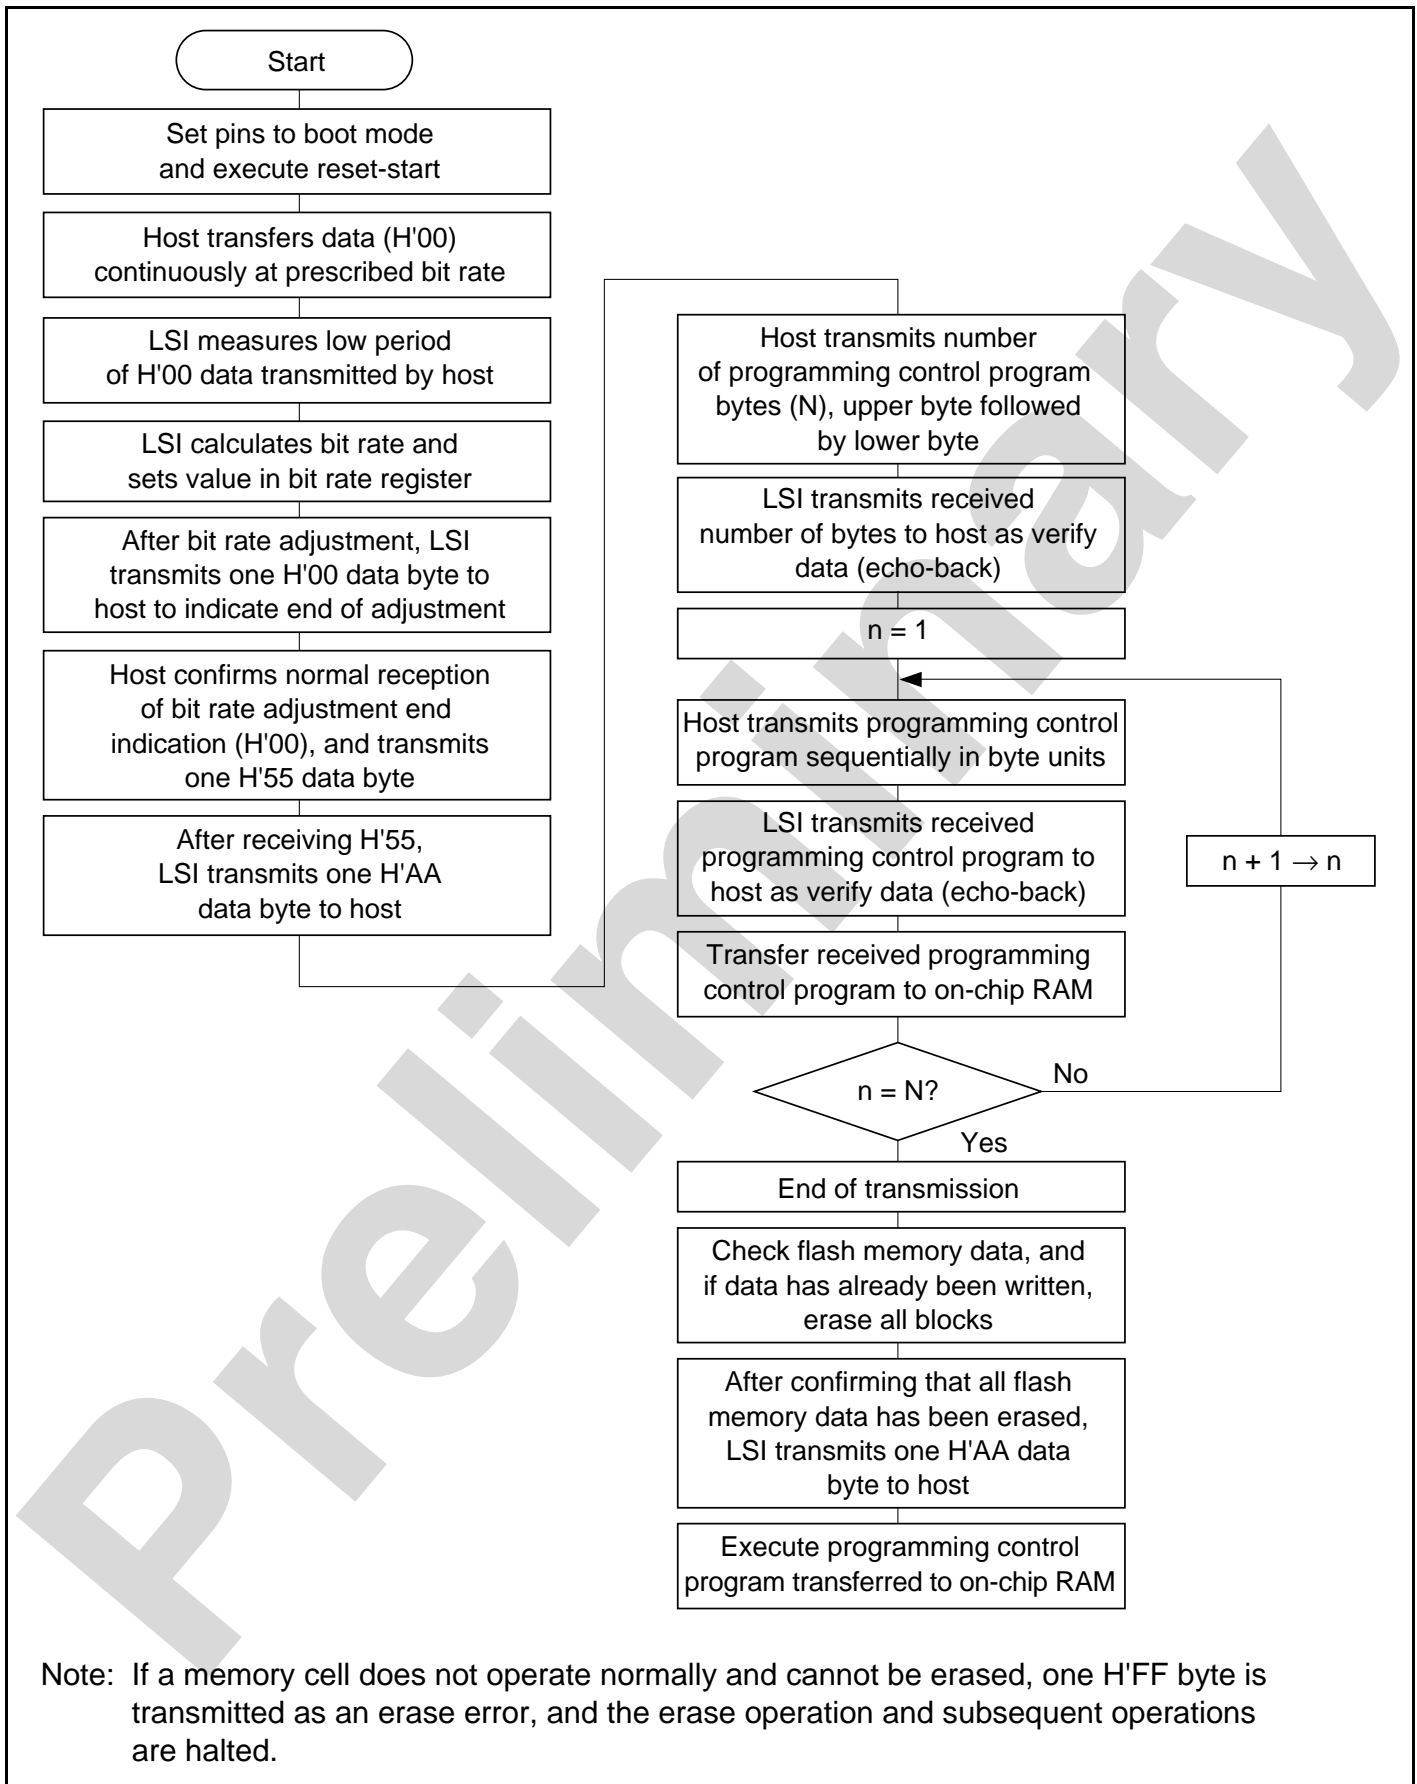 Start
Set pins to boot mode
and execute reset-start
Host transfers data (H'00)
continuously at prescribed bit rate
LSI measures low period
of H'00 data transmitted by host
LSI calculates bit rate and
sets value in bit rate register
After bit rate adjustment, LSI
transmits one H'00 data byte to
host to indicate end of adjustment
Host confirms normal reception
of bit rate adjustment end
indication (H'00), and transmits
one H'55 data byte
After receiving H'55,
LSI transmits one H'AA
data byte to host
Host transmits number
of programming control program
bytes (N), upper byte followed
by lower byte
LSI transmits received
number of bytes to host as verify
data (echo-back)
n = 1
Host transmits programming control
program sequentially in byte units
LSI transmits received
programming control program to
host as verify data (echo-back)
n + 1 → n
Transfer received programming
control program to on-chip RAM
n = N?
No
Yes
End of transmission
Check flash memory data, and
if data has already been written,
erase all blocks
After confirming that all flash
memory data has been erased,
LSI transmits one H'AA data
byte to host
Execute programming control
program transferred to on-chip RAM
Note: If a memory cell does not operate normally and cannot be erased, one H'FF byte is
transmitted as an erase error, and the erase operation and subsequent operations
are halted.
Preliminary